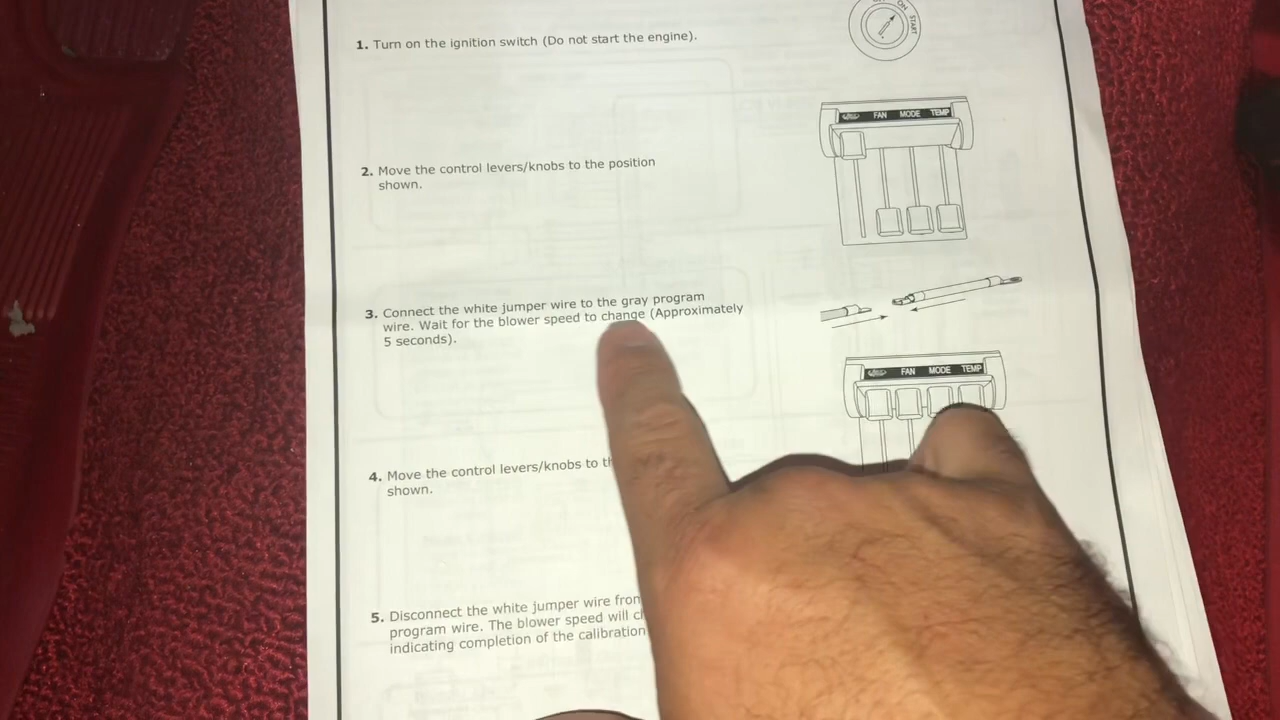 ON
START
1. Turn on the ignition switch (Do not start the engine).
FAN MODE TEMP
2. Move the control levers/knobs to the position
shown.
3. Connect the white jumper wire to the gray program
wire. Wait for the blower speed to change (Approximately
5 seconds).
FAN MODE TEMP
4. Move the control levers/knobs to
shown.
5. Disconnect the white jumper wire from
program wire. The blower speed will
indicating completion of the calibration